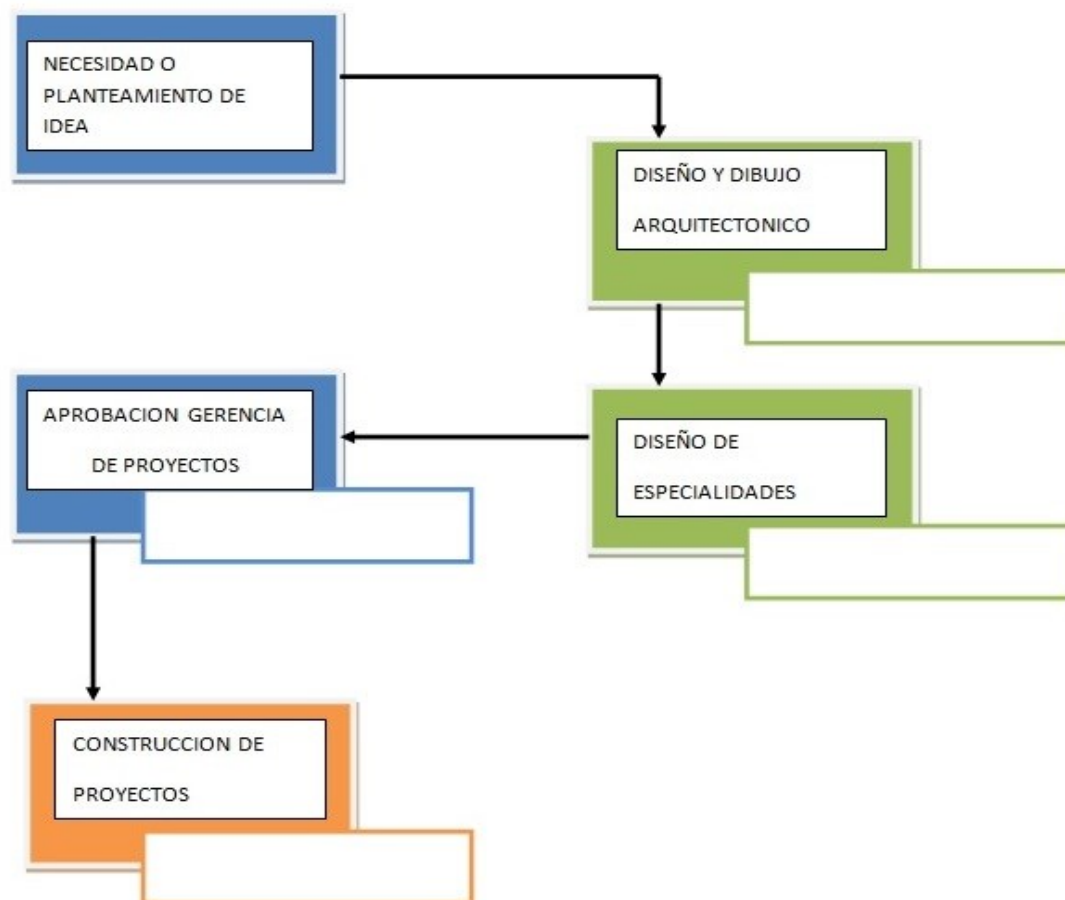 NECESIDAD O
PLANTEAMIENTO DE
IDEA
DISEÑO Y DIBUJO
ARQUITECTONICO
DISEÑO DE
ESPECIALIDADES
APROBACION GERENCIA
DE PROYECTOS
CONSTRUCCION DE
PROYECTOS